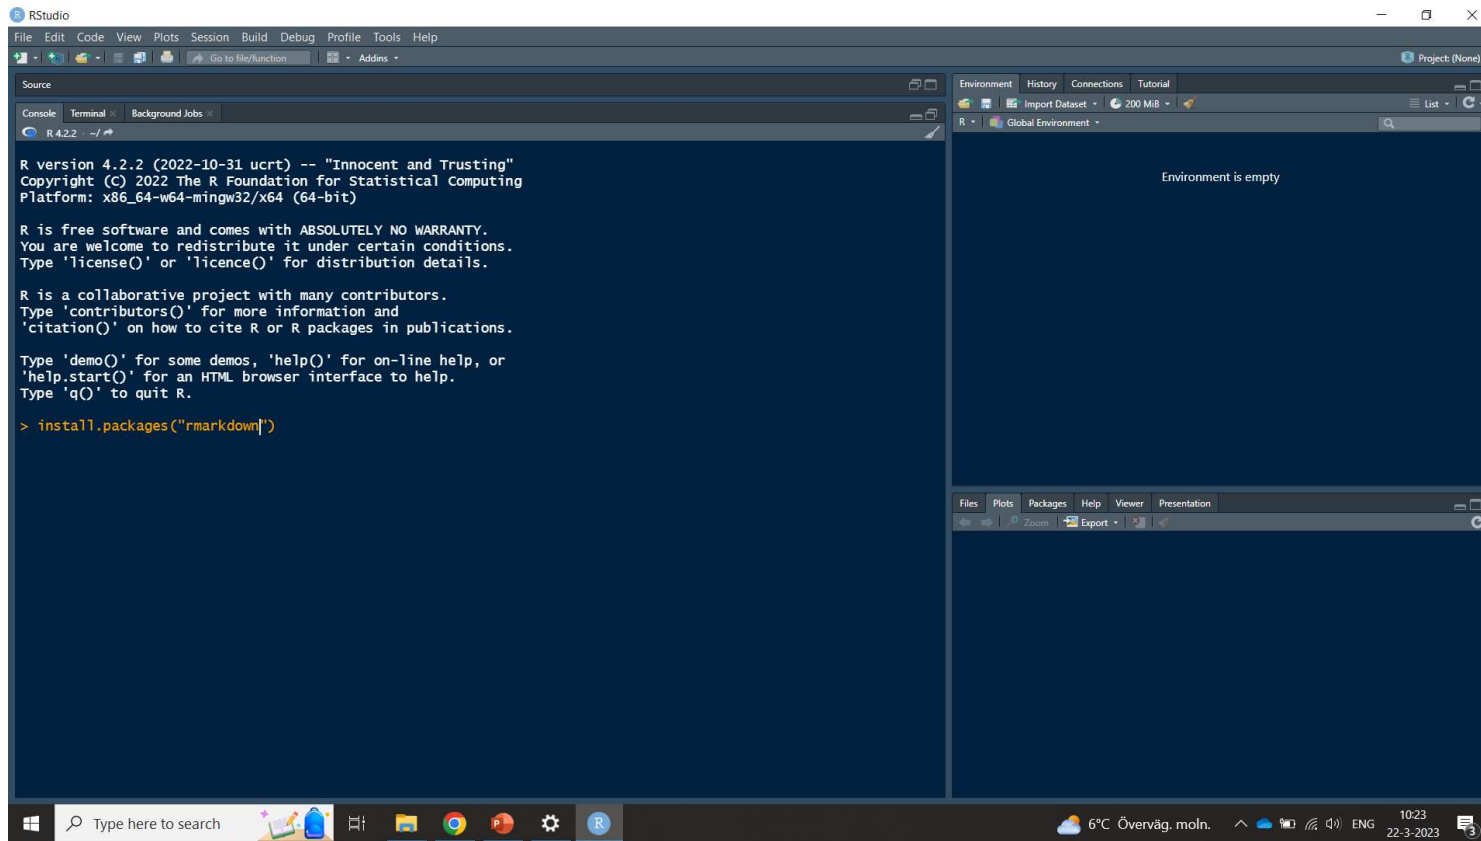 RStudio
File Edit Code View Plots Session Build Debug Profile Tools Help
Go to file/function Addins
Project: (None)
Source
Console Terminal Background Jobs
R 4.2.2 · ~/
R version 4.2.2 (2022-10-31 ucrt) -- "Innocent and Trusting"
Copyright (C) 2022 The R Foundation for Statistical Computing
Platform: x86_64-w64-mingw32/x64 (64-bit)
R is free software and comes with ABSOLUTELY NO WARRANTY.
You are welcome to redistribute it under certain conditions.
Type 'license()' or 'licence()' for distribution details.
R is a collaborative project with many contributors.
Type 'contributors()' for more information and
'citation()' on how to cite R or R packages in publications.
Type 'demo()' for some demos, 'help()' for on-line help, or
'help.start()' for an HTML browser interface to help.
Type 'q()' to quit R.
> install.packages("rmarkdown")
Environment History Connections Tutorial
Import Dataset 200 MiB List
R Global Environment
Environment is empty
Files Plots Packages Help Viewer Presentation
Zoom Export
Type here to search
6°C Överväg. moln. ENG
10:23
22-3-2023
3